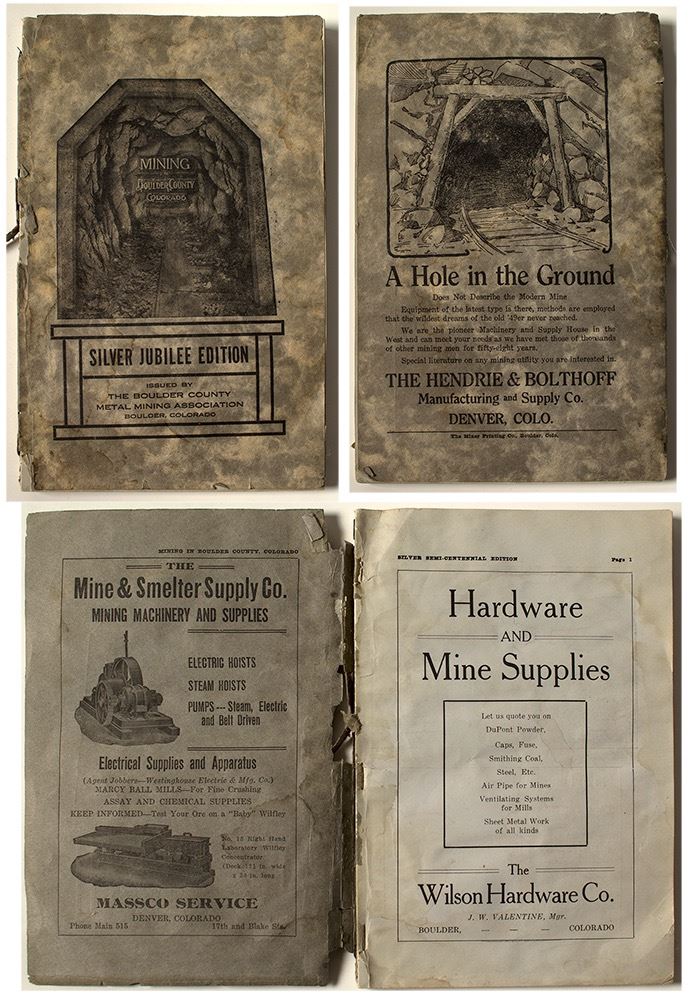 MINING
BOULDER COUNTY
COLORADO
SILVER JUBILEE EDITION
ISSUED BY
THE BOULDER COUNTY
METAL MINING ASSOCIATION
BOULDER, COLORADO
A Hole in the Ground
Does Not Describe the Modern Mine
Equipment of the latest type is there, methods are employed
that the wildest dreams of the old '49er never reached.
We are the pioneer Machinery and Supply House in the
West and can meet your needs as we have met those of thousands
of other mining men for fifty-eight years.
Special literature on any mining utility you are interested in.
THE HENDRIE & BOLTHOFF
Manufacturing and Supply Co.
DENVER, COLO.
The Miner Printing Co., Boulder, Colo.
MINING IN BOULDER COUNTY, COLORADO
THE
Mine & Smelter Supply Co.
MINING MACHINERY AND SUPPLIES
ELECTRIC HOISTS
STEAM HOISTS
PUMPS---Steam, Electric
and Belt Driven
Electrical Supplies and Apparatus
(Agent Jobbers—Westinghouse Electric & Mfg. Co.)
MARCY BALL MILLS—For Fine Crushing
ASSAY AND CHEMICAL SUPPLIES
KEEP INFORMED—Test Your Ore on a "Baby" Wilfley
No. 13 Right Hand
Laboratory Wilfley
Concentrator
(Deck in. wide
x in. long
MASSCO SERVICE
DENVER, COLORADO
Phone Main 515 17th and Blake Sts.
SILVER SEMI-CENTENNIAL EDITION Page 1
Hardware
AND
Mine Supplies
Let us quote you on
DuPont Powder,
Caps, Fuse,
Smithing Coal,
Steel, Etc.
Air Pipe for Mines
Ventilating Systems
for Mills
Sheet Metal Work
of all kinds
The
Wilson Hardware Co.
J. W. VALENTINE, Mgr.
BOULDER, — — — COLORADO